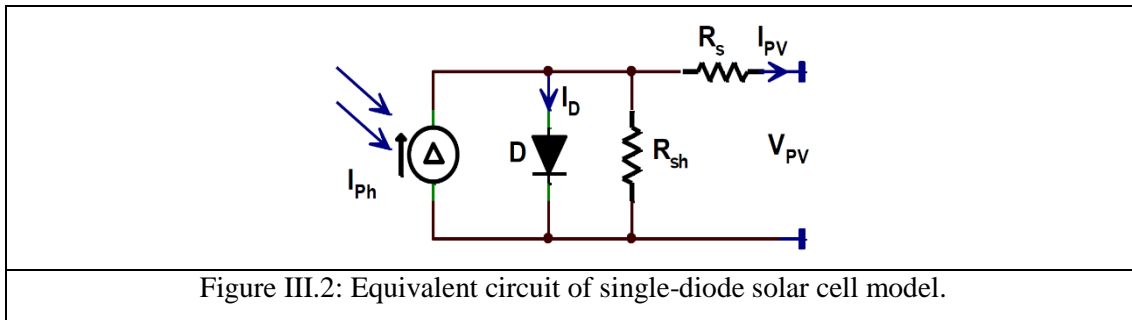 R_s I_PV
I_D
D R_sh V_PV
I_Ph
Figure III.2: Equivalent circuit of single-diode solar cell model.